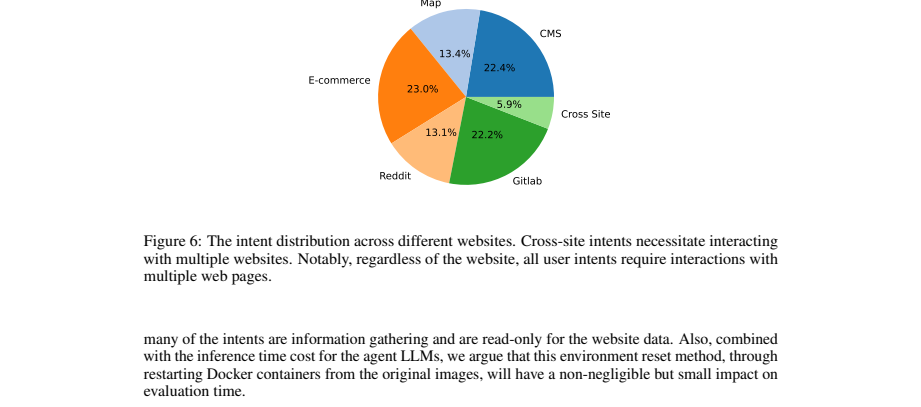 Map
CMS
13.4%
22.4%
E-commerce
23.0%
5.9%
Cross Site
13.1%
22.2%
Reddit
Gitlab
Figure 6: The intent distribution across different websites. Cross-site intents necessitate interacting
with multiple websites. Notably, regardless of the website, all user intents require interactions with
multiple web pages.
many of the intents are information gathering and are read-only for the website data. Also, combined
with the inference time cost for the agent LLMs, we argue that this environment reset method, through
restarting Docker containers from the original images, will have a non-negligible but small impact on
evaluation time.